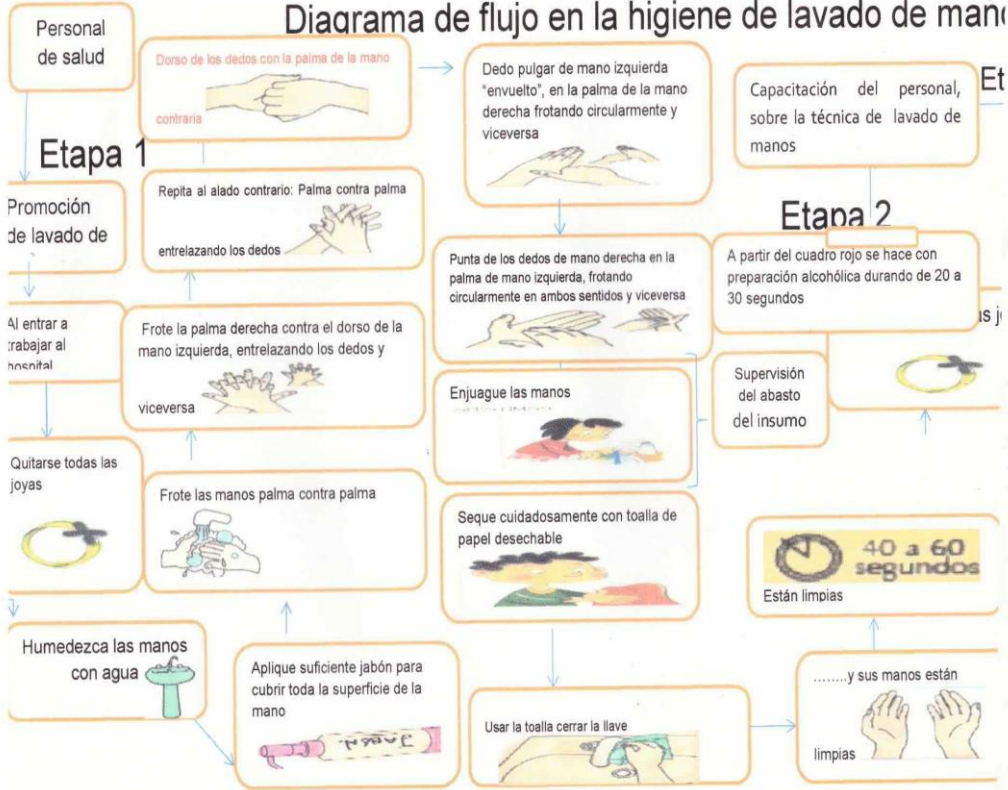 Diagrama de flujo en la higiene de lavado de
Personal
de salud
Etapa 1
Promoción
de lavado de
Al entrar a
trabajar al
hospital
Quitarse todas las
joyas
Humedezca las manos
con agua
Aplique suficiente jabón para
cubrir toda la superficie de la
mano
Frote las manos palma contra palma
Frote la palma derecha contra el dorso de la
mano izquierda, entrelazando los dedos y
viceversa
Repita al alado contrario: Palma contra palma
entrelazando los dedos
Dorso de los dedos con la palma de la mano
contraria
Dedo pulgar de mano izquierda
“envuelto”, en la palma de la mano
derecha frotando circularmente y
viceversa
Punta de los dedos de mano derecha en la
palma de mano izquierda, frotando
circularmente en ambos sentidos y viceversa
Enjuague las manos
Seque cuidadosamente con toalla de
papel desechable
Usar la toalla cerrar la llave
........y sus manos están
limpias
40 a 60
segundos
Están limpias
Capacitación del personal,
sobre la técnica de lavado de
manos
Et
Etapa 2
A partir del cuadro rojo se hace con
preparación alcohólica durando de 20 a
30 segundos
Supervisión
del abasto
del insumo